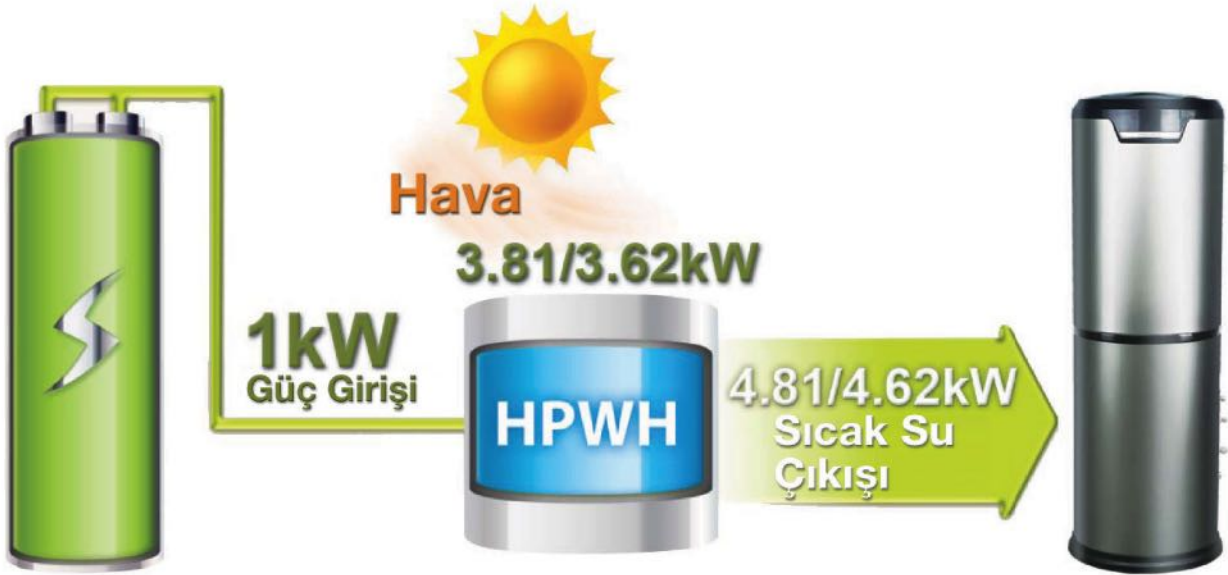 Hava
3.81/3.62kW
1kW
Güç Girişi
HPWH
4.81/4.62kW
Sıcak Su
Çıkışı